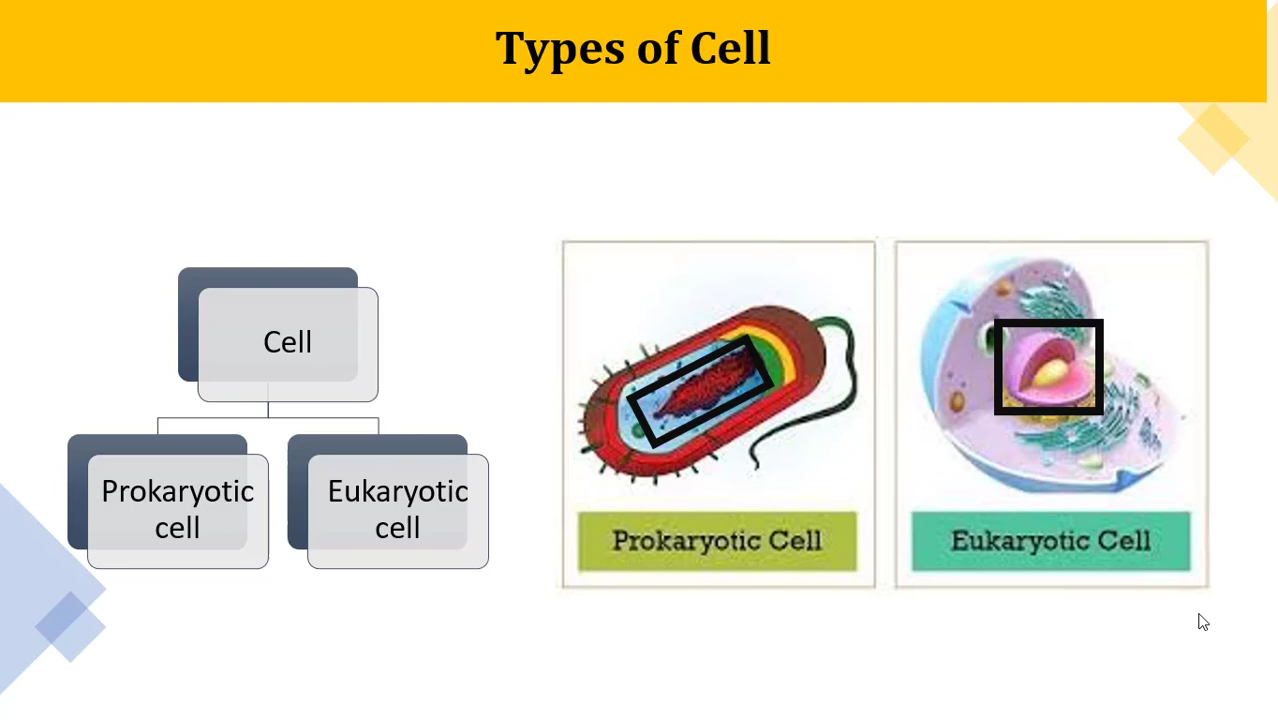 Types of Cell
Cell
Prokaryotic
cell
Eukaryotic
cell
Prokaryotic Cell
Eukaryotic Cell